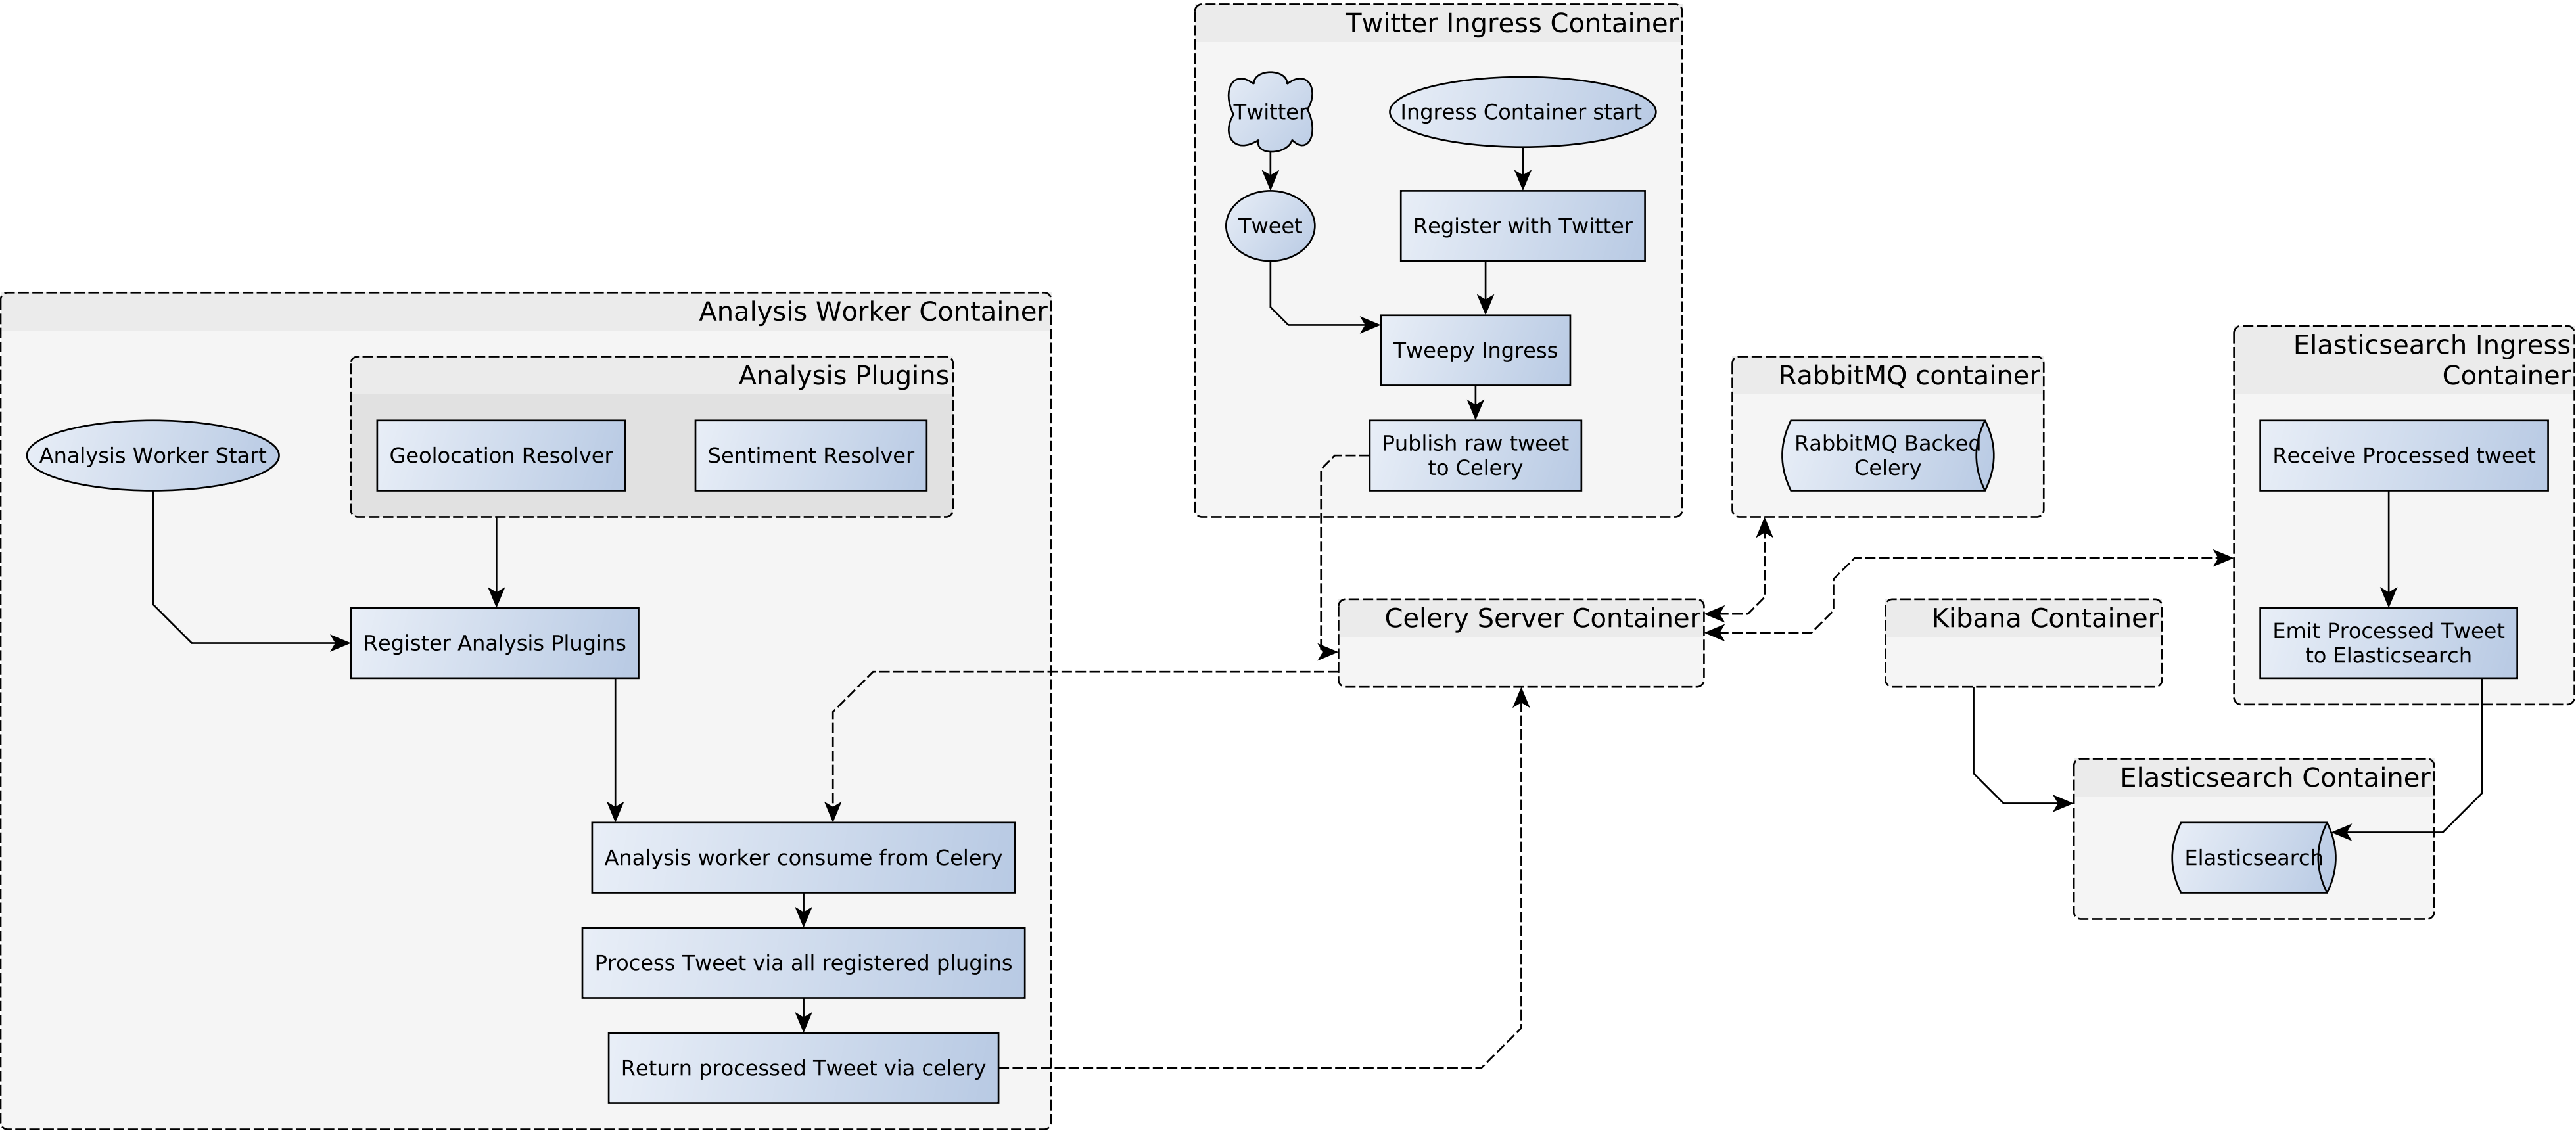 Twitter Ingress Container
Twitter
Ingress Container start
Tweet
Register with Twitter
Tweepy Ingress
Publish raw tweet
to Celery
Analysis Worker Container
Analysis Plugins
Analysis Worker Start
Geolocation Resolver
Sentiment Resolver
Register Analysis Plugins
Analysis worker consume from Celery
Process Tweet via all registered plugins
Return processed Tweet via celery
RabbitMQ container
RabbitMQ Backed
Celery
Celery Server Container
Kibana Container
Elasticsearch Ingress
Container
Receive Processed tweet
Emit Processed Tweet
to Elasticsearch
Elasticsearch Container
Elasticsearch